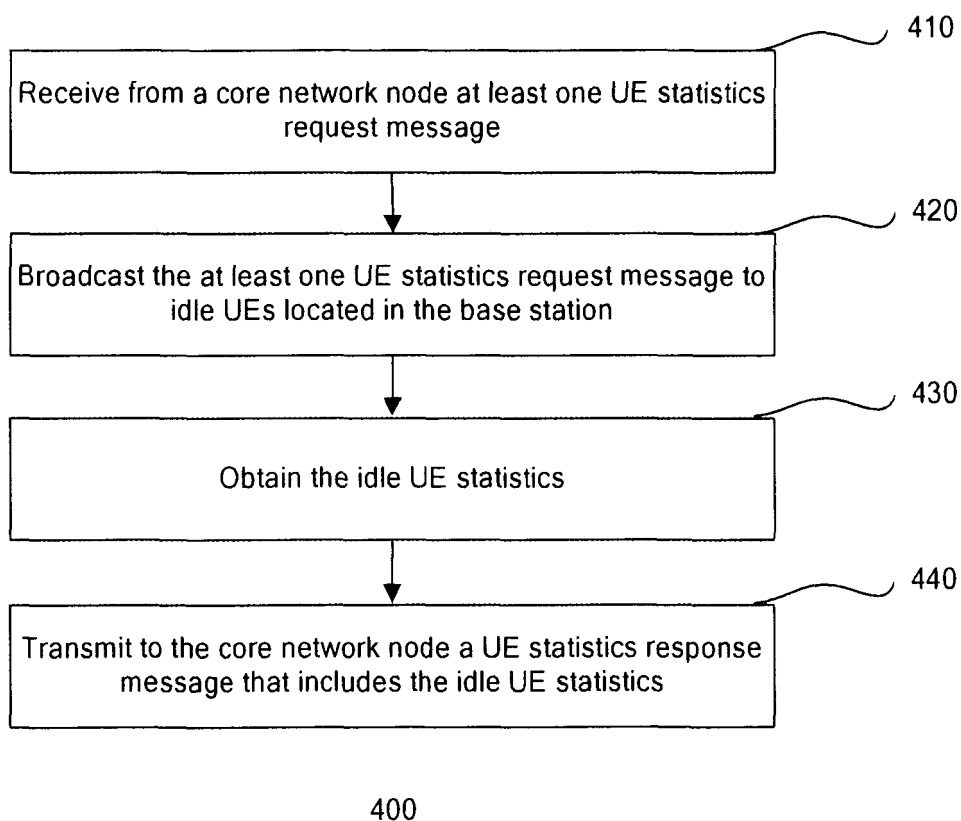 410
Receive from a core network node at least one UE statistics
request message
420
Broadcast the at least one UE statistics request message to
idle UEs located in the base station
430
Obtain the idle UE statistics
440
Transmit to the core network node a UE statistics response
message that includes the idle UE statistics
400